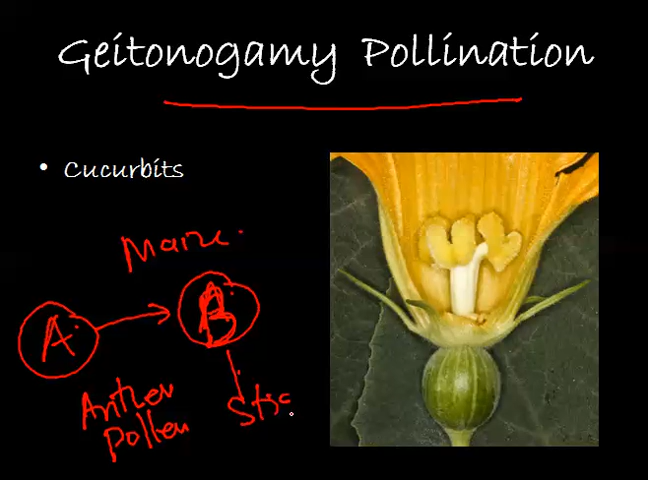 Geitonogamy Pollination
• Cucurbits
Maize
A
B
Anther
Pollen
Stig